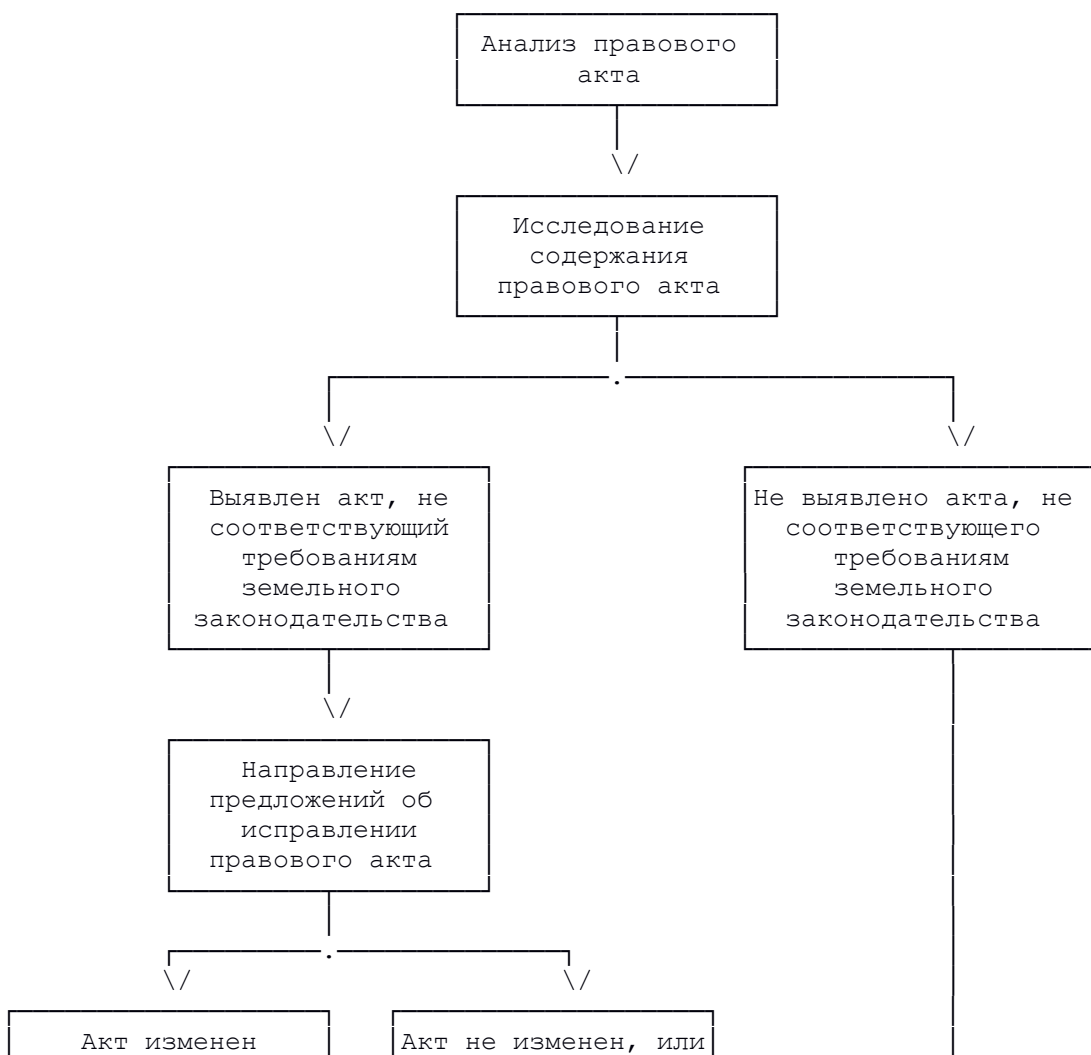 Анализ правового
акта
Исследование
содержания
правового акта
Выявлен акт, не
соответствующий
требованиям
земельного
законодательства
Не выявлено акта, не
соответствующего
требованиям
земельного
законодательства
Направление
предложений об
исправлении
правового акта
Акт изменен
Акт не изменен, или